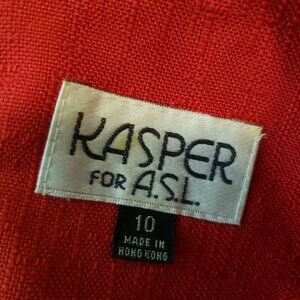 KASPER
FOR A.S.L.
10
MADE IN
HONG KONG